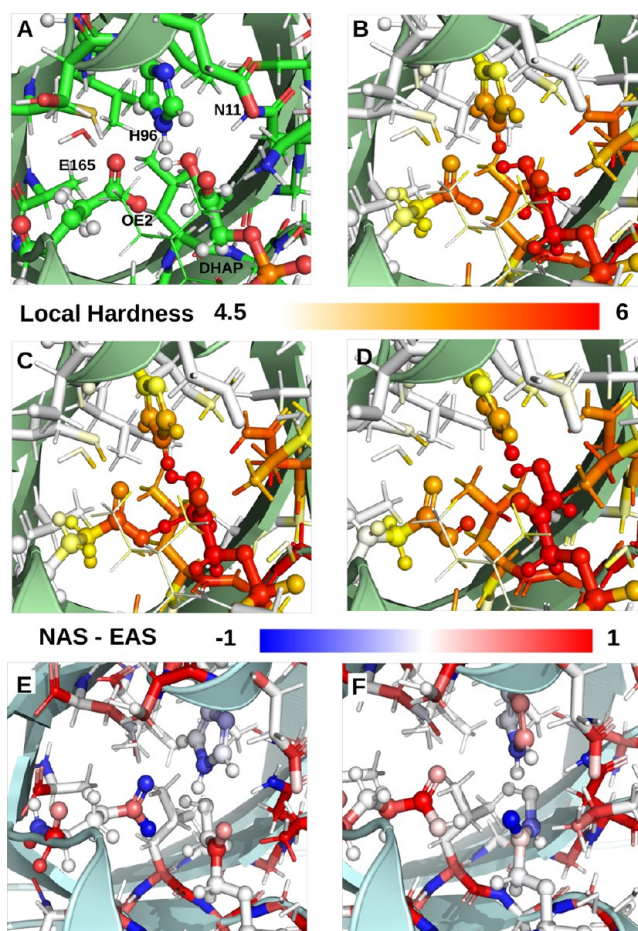 A
N11
H96
E165
OE2
DHAP
B
Local Hardness 4.5 6
C
D
NAS - EAS -1 1
E
F